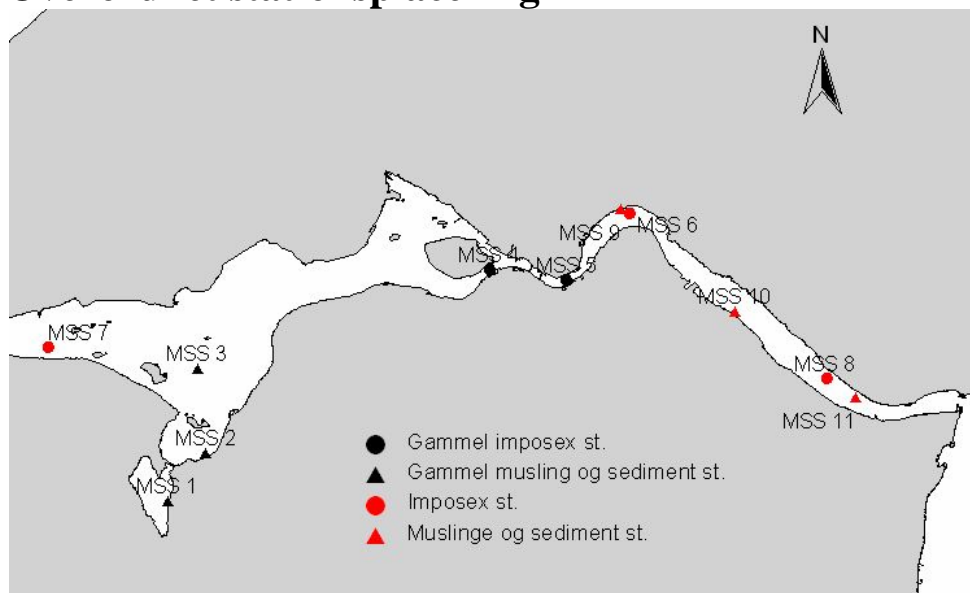 N
MSS 4
MSS 9
MSS 6
MSS 5
MSS 10
MSS 7
MSS 3
MSS 8
MSS 11
MSS 2
MSS 1
Gammel imposex st.
Gammel musling og sediment st.
Imposex st.
Muslinge og sediment st.